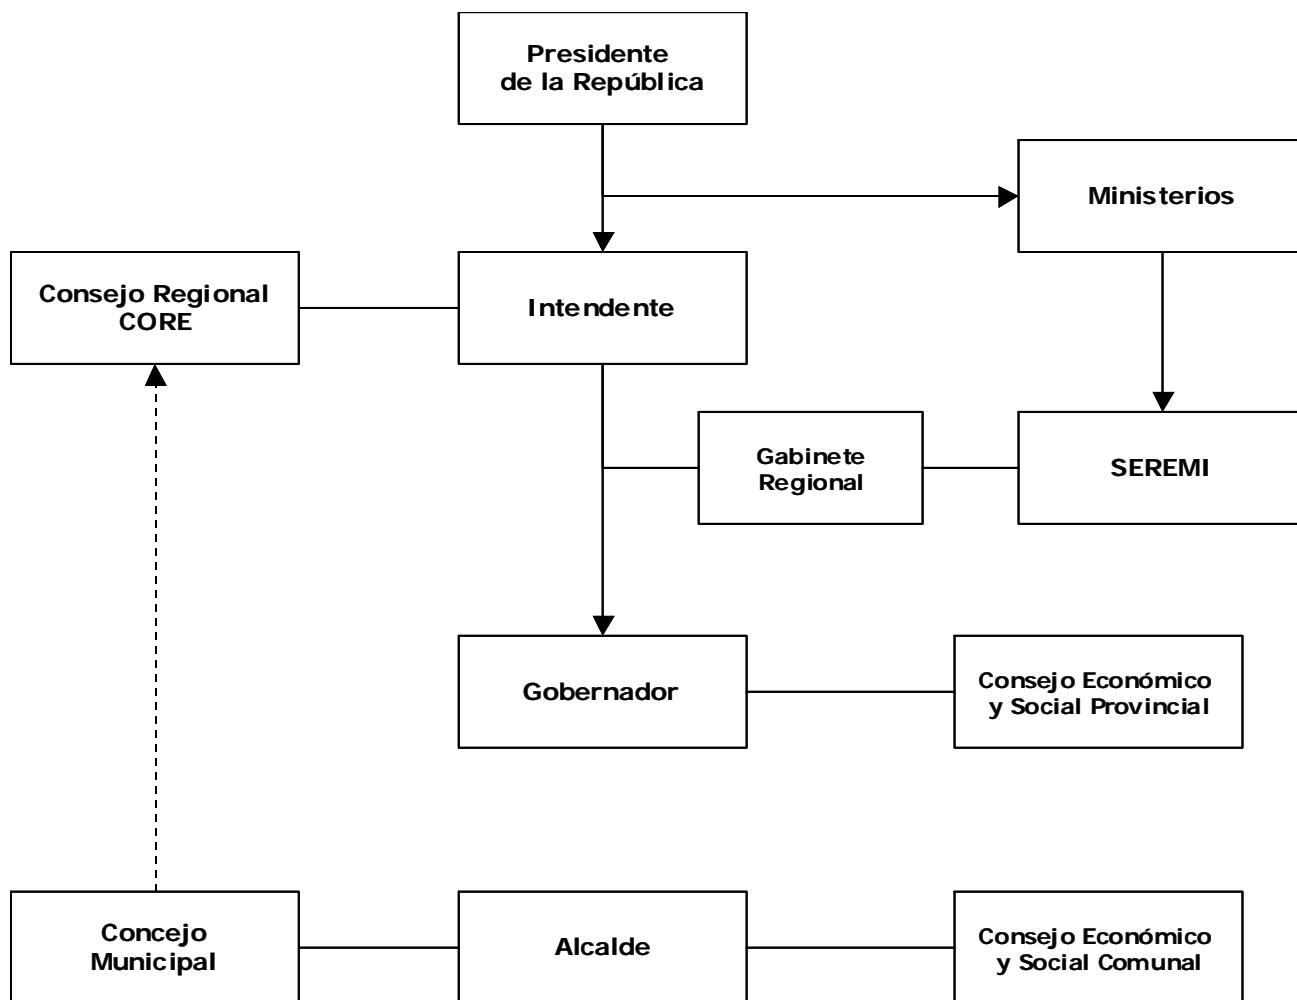 Presidente
de la República
Ministerios
Consejo Regional
CORE
Intendente
Gabinete
Regional
SEREMI
Gobernador
Consejo Económico
y Social Provincial
Concejo
Municipal
Alcalde
Consejo Económico
y Social Comunal